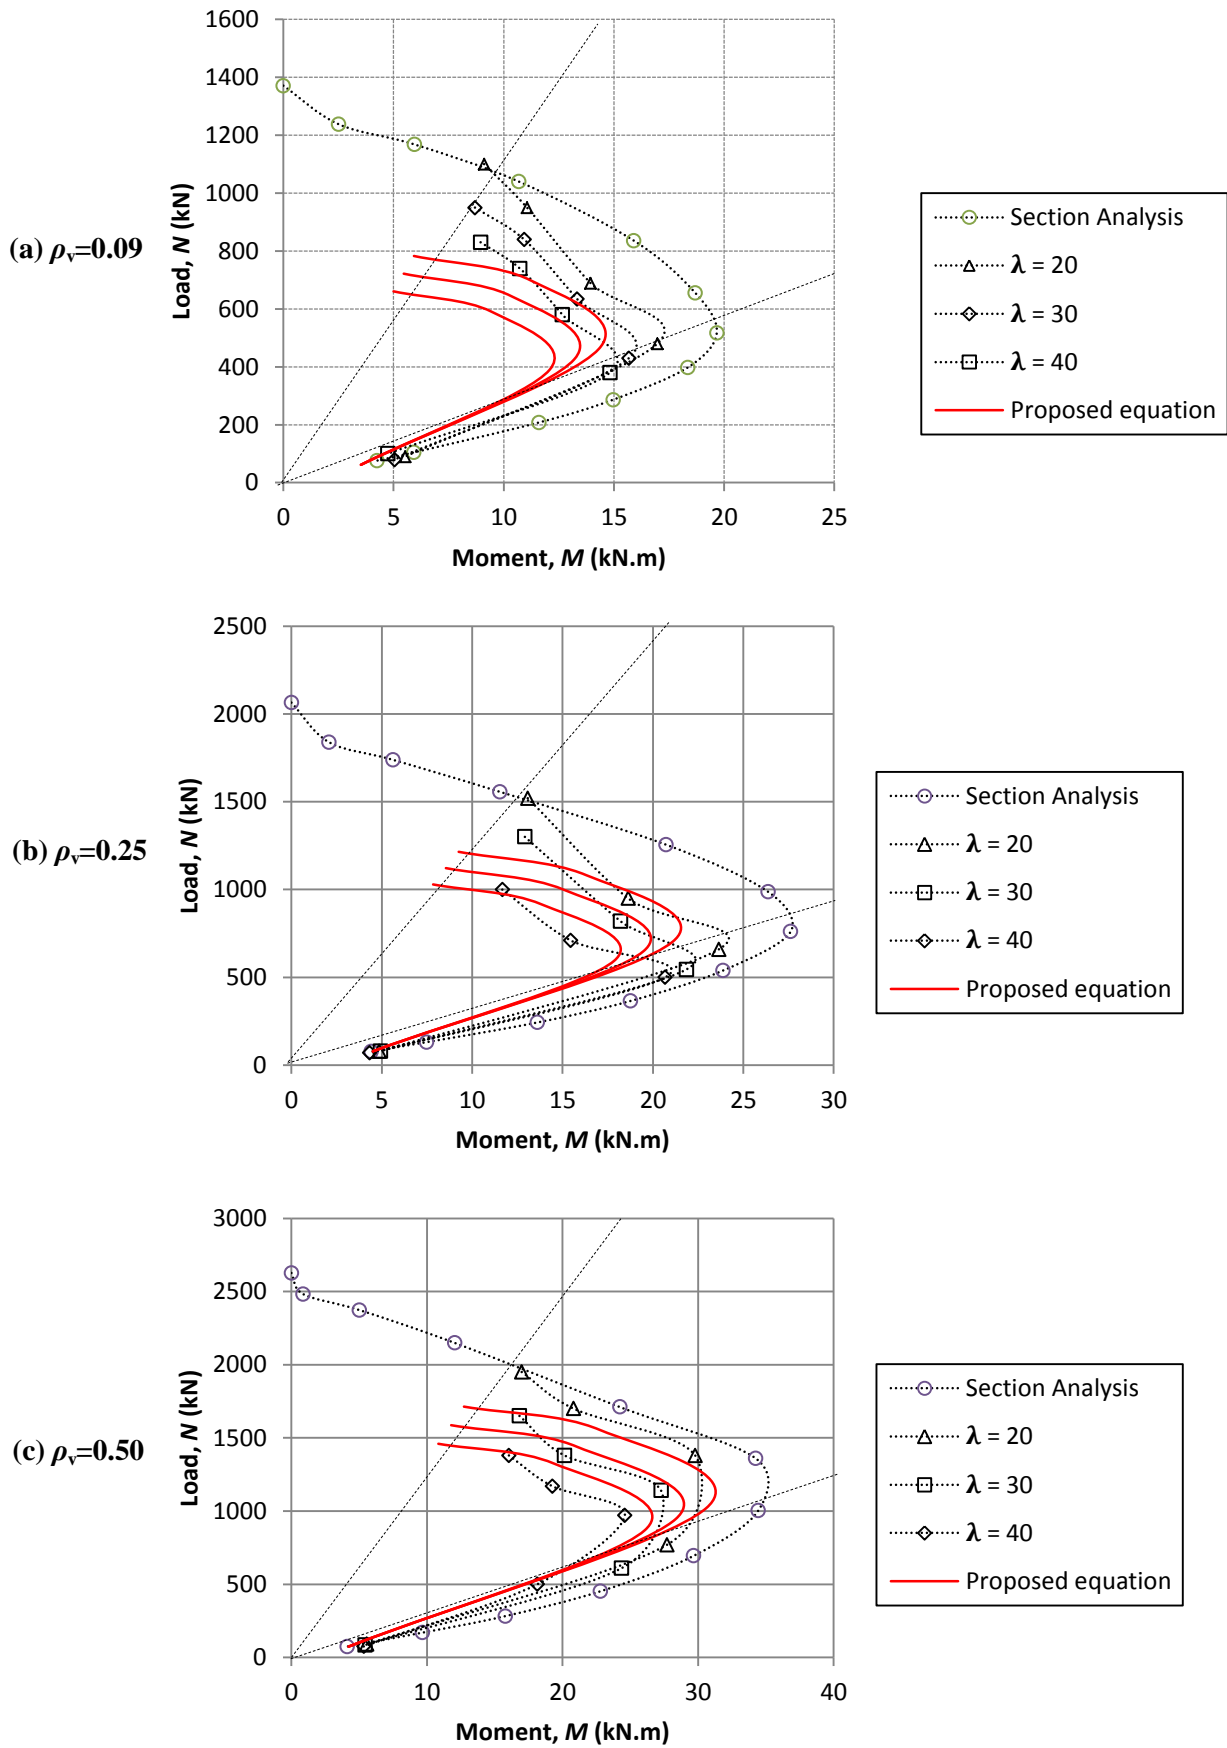 1600
1400
1200
1000
800
600
400
200
0
Load, N (kN)
(a) ρv=0.09
0 5 10 15 20 25
Moment, M (kN.m)
Section Analysis
λ = 20
λ = 30
λ = 40
Proposed equation
2500
2000
1500
1000
500
0
Load, N (kN)
(b) ρv=0.25
0 5 10 15 20 25 30
Moment, M (kN.m)
Section Analysis
λ = 20
λ = 30
λ = 40
Proposed equation
3000
2500
2000
1500
1000
500
0
Load, N (kN)
(c) ρv=0.50
0 10 20 30 40
Moment, M (kN.m)
Section Analysis
λ = 20
λ = 30
λ = 40
Proposed equation